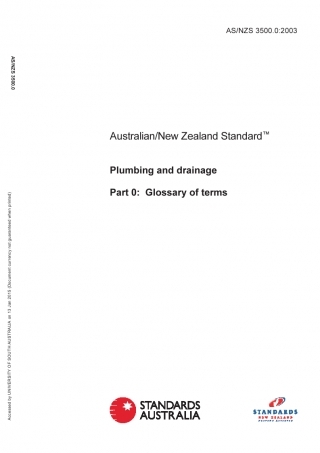 AS/NZS 3500.0:2003
AS/NZS 3500.0
Australian/New Zealand Standard™
Plumbing and drainage
Part 0: Glossary of terms
Accessed by UNIVERSITY OF SOUTH AUSTRALIA on 15 Jan 2015 (Document currency not guaranteed when printed)
STANDARDS
AUSTRALIA
STANDARDS
NEW ZEALAND